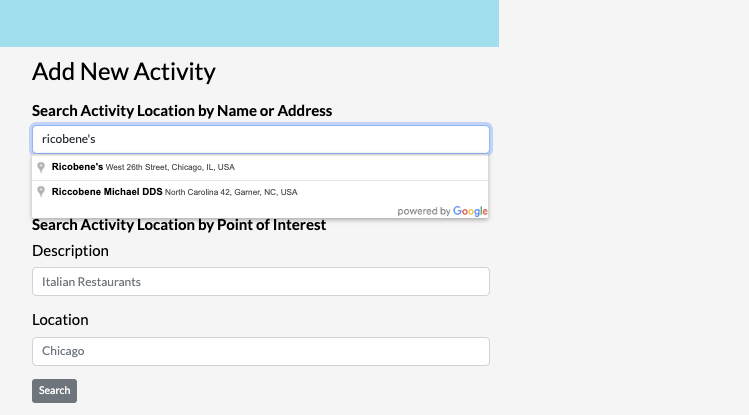 Add New Activity
Search Activity Location by Name or Address
ricobene's
Ricobene's West 26th Street, Chicago, IL, USA
Riccobene Michael DDS North Carolina 42, Garner, NC, USA
powered by Google
Search Activity Location by Point of Interest
Description
Italian Restaurants
Location
Chicago
Search